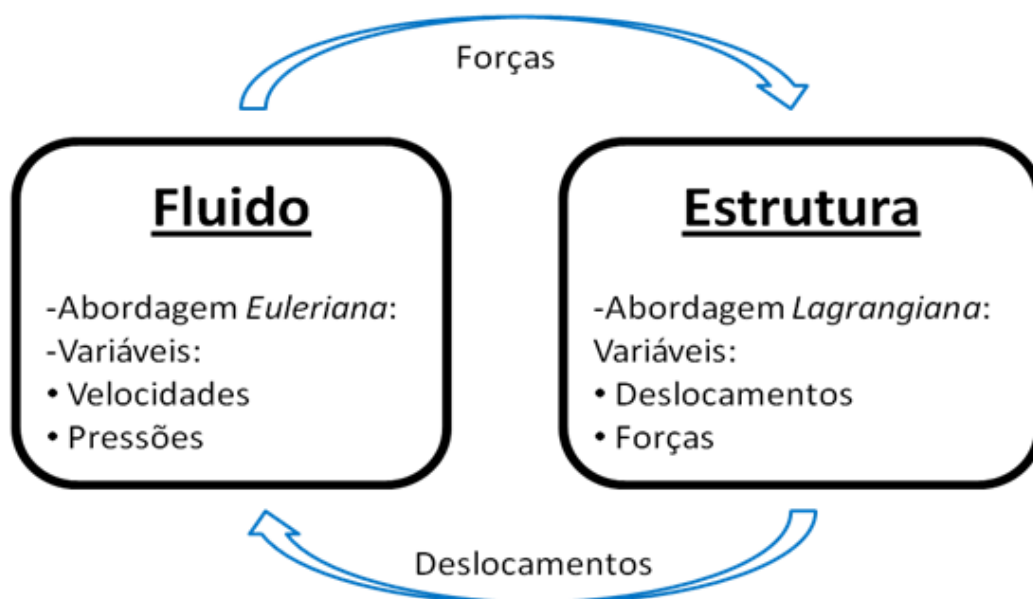 Forças
Fluido
-Abordagem Euleriana:
-Variáveis:
• Velocidades
• Pressões
Estrutura
-Abordagem Lagrangiana:
Variáveis:
• Deslocamentos
• Forças
Deslocamentos